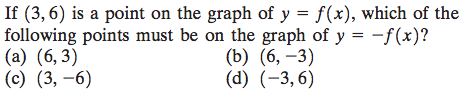 If (3, 6) is a point on the graph of y = f(x), which of the
following points must be on the graph of y = −f(x)?
(a) (6, 3) (b) (6, −3)
(c) (3, −6) (d) (−3, 6)